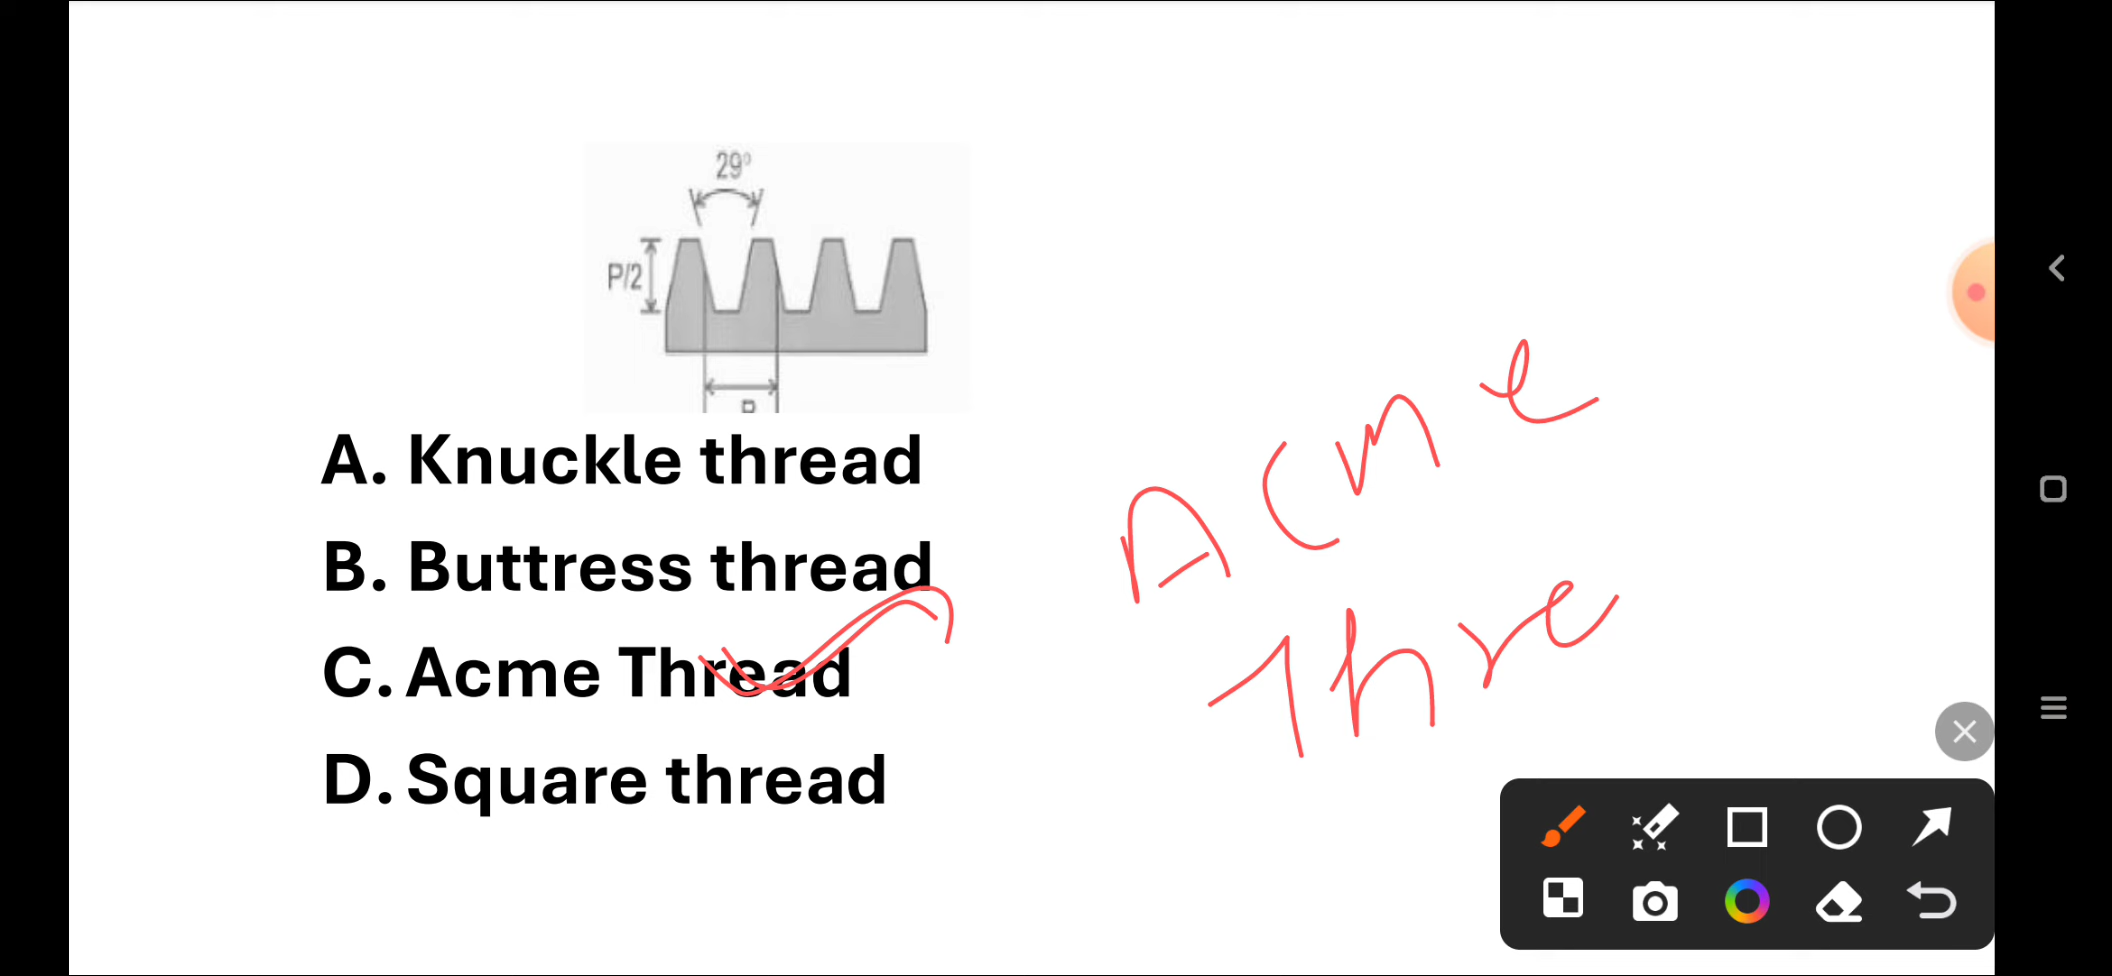 29°
P/2
P
A. Knuckle thread
B. Buttress thread
C. Acme Thread
D. Square thread
Acme
Thre